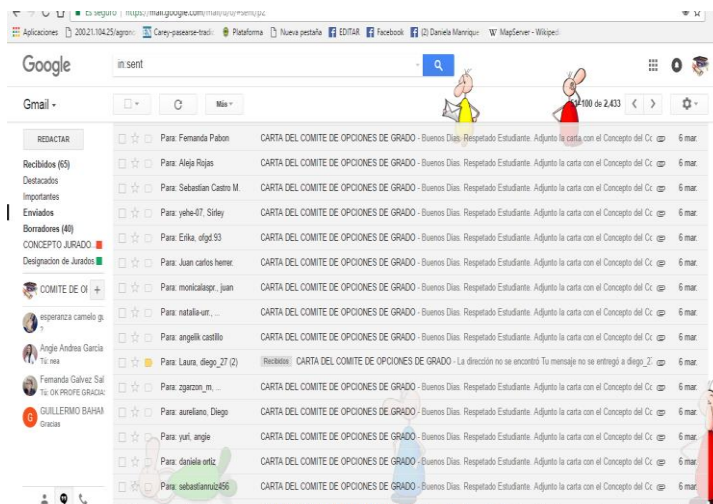 Es seguro | https://mail.google.com/mail/u/0/#sent/p2
Aplicaciones 200.21.104.25/agrono Carey-pasearse-tradi Plataforma Nueva pestaña EDITAR Facebook (2) Daniela Manrique MapServer - Wikiped
Google in:sent
Gmail Más 100 de 2,433
REDACTAR
Recibidos (65)
Destacados
Importantes
Enviados
Borradores (40)
CONCEPTO JURADO...
Designacion de Jurados
COMITE DE OI +
esperanza camelo gu
?
Angie Andrea Garcia
Tú: nea
Fernanda Galvez Sal
Tú: OK PROFE GRACIA:
G GUILLERMO BAHAM
Gracias
Para: Fernanda Pabon CARTA DEL COMITE DE OPCIONES DE GRADO - Buenos Dias. Respetado Estudiante. Adjunto la carta con el Concepto del Cc 6 mar.
Para: Aleja Rojas CARTA DEL COMITE DE OPCIONES DE GRADO - Buenos Dias. Respetado Estudiante. Adjunto la carta con el Concepto del Cc 6 mar.
Para: Sebastian Castro M. CARTA DEL COMITE DE OPCIONES DE GRADO - Buenos Dias. Respetado Estudiante. Adjunto la carta con el Concepto del Cc 6 mar.
Para: yehe-07, Sirley CARTA DEL COMITE DE OPCIONES DE GRADO - Buenos Dias. Respetado Estudiante. Adjunto la carta con el Concepto del Cc 6 mar.
Para: Erika, ofgd.93 CARTA DEL COMITE DE OPCIONES DE GRADO - Buenos Dias. Respetado Estudiante. Adjunto la carta con el Concepto del Cc 6 mar.
Para: Juan carlos herrer. CARTA DEL COMITE DE OPCIONES DE GRADO - Buenos Dias. Respetado Estudiante. Adjunto la carta con el Concepto del Cc 6 mar.
Para: monicalaspr., juan CARTA DEL COMITE DE OPCIONES DE GRADO - Buenos Dias. Respetado Estudiante. Adjunto la carta con el Concepto del Cc 6 mar.
Para: natalia-urr., ... CARTA DEL COMITE DE OPCIONES DE GRADO - Buenos Dias. Respetado Estudiante. Adjunto la carta con el Concepto del Cc 6 mar.
Para: angelik castillo CARTA DEL COMITE DE OPCIONES DE GRADO - Buenos Dias. Respetado Estudiante. Adjunto la carta con el Concepto del Cc 6 mar.
Para: Laura, diego_27 (2) Recibidos CARTA DEL COMITE DE OPCIONES DE GRADO - La dirección no se encontró Tu mensaje no se entregó a diego_2 6 mar.
Para: zgarzon_m, ... CARTA DEL COMITE DE OPCIONES DE GRADO - Buenos Dias. Respetado Estudiante. Adjunto la carta con el Concepto del Cc 6 mar.
Para: aureliano, Diego CARTA DEL COMITE DE OPCIONES DE GRADO - Buenos Dias. Respetado Estudiante. Adjunto la carta con el Concepto del Cc 6 mar.
Para: yuri, angie CARTA DEL COMITE DE OPCIONES DE GRADO - Buenos Dias. Respetado Estudiante. Adjunto la carta con el Concepto del Cc 6 mar.
Para: daniela ortiz CARTA DEL COMITE DE OPCIONES DE GRADO - Buenos Dias. Respetado Estudiante. Adjunto la carta con el Concepto del Cc 6 mar.
Para: sebastianruiz456 CARTA DEL COMITE DE OPCIONES DE GRADO - Buenos Dias. Respetado Estudiante. Adjunto la carta con el Concepto del Cc 6 mar.